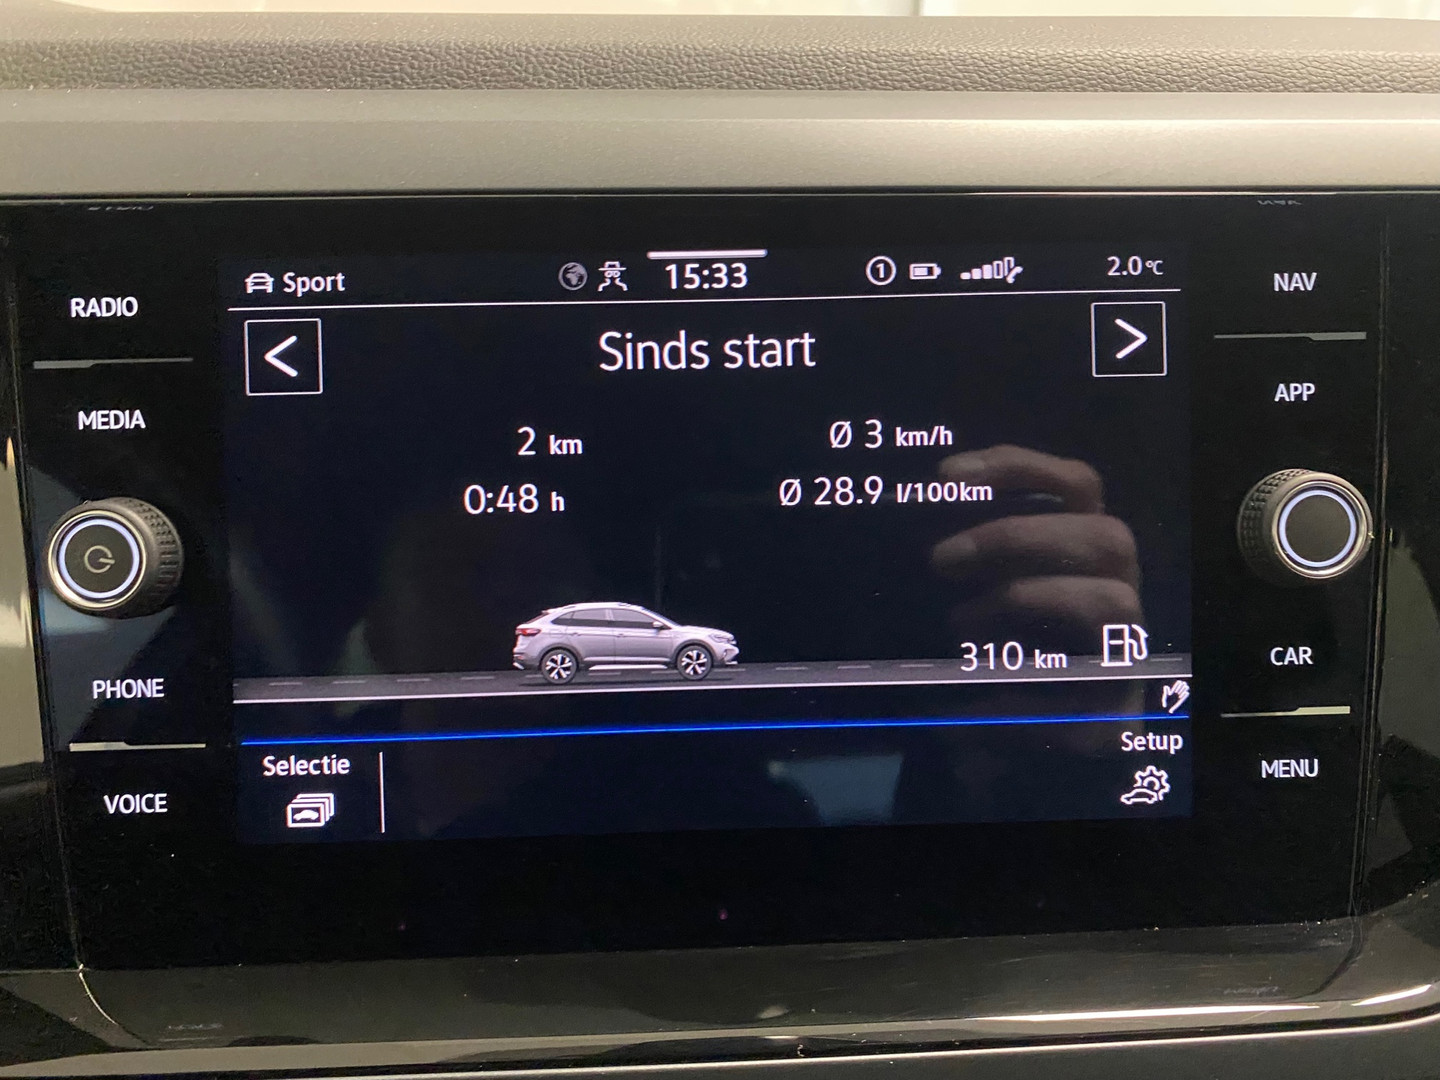 Sport 15:33 1 2.0 °C
< Sinds start >
2 km Ø 3 km/h
0:48 h Ø 28.9 l/100km
310 km
Selectie
Setup
RADIO
MEDIA
PHONE
VOICE
NAV
APP
CAR
MENU